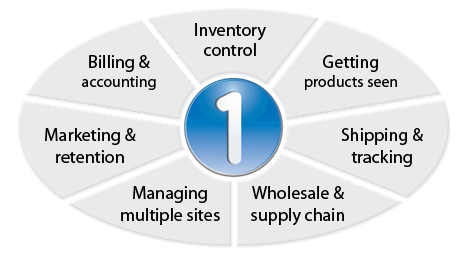 Inventory
control
Billing &
accounting
Getting
products seen
1
Marketing &
retention
Shipping &
tracking
Managing
multiple sites
Wholesale &
supply chain